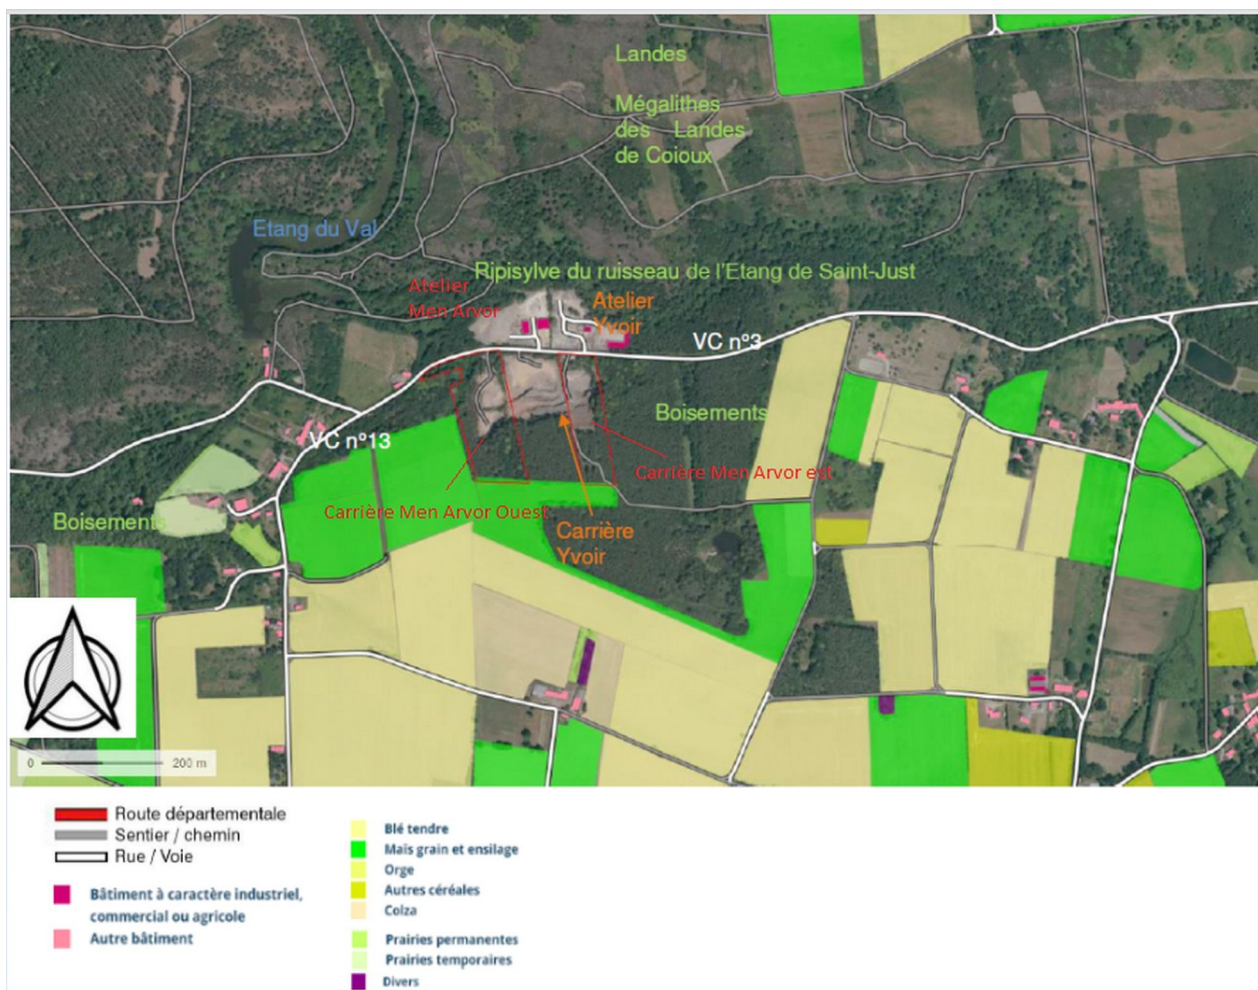 Landes
Mégalithes
des Landes
de Coioux
Etang du Val
Ripisylve du ruisseau de l'Etang de Saint-Just
Atelier
Men Arvor
Atelier
Yvoir
VC n°3
Boisements
VC n°13
Carrière Men Arvor est
Carrière Men Arvor Ouest
Boisements
Carrière
Yvoir
0 200 m
Route départementale
Sentier / chemin
Rue / Voie
Bâtiment à caractère industriel,
commercial ou agricole
Autre bâtiment
Blé tendre
Maïs grain et ensilage
Orge
Autres céréales
Colza
Prairies permanentes
Prairies temporaires
Divers